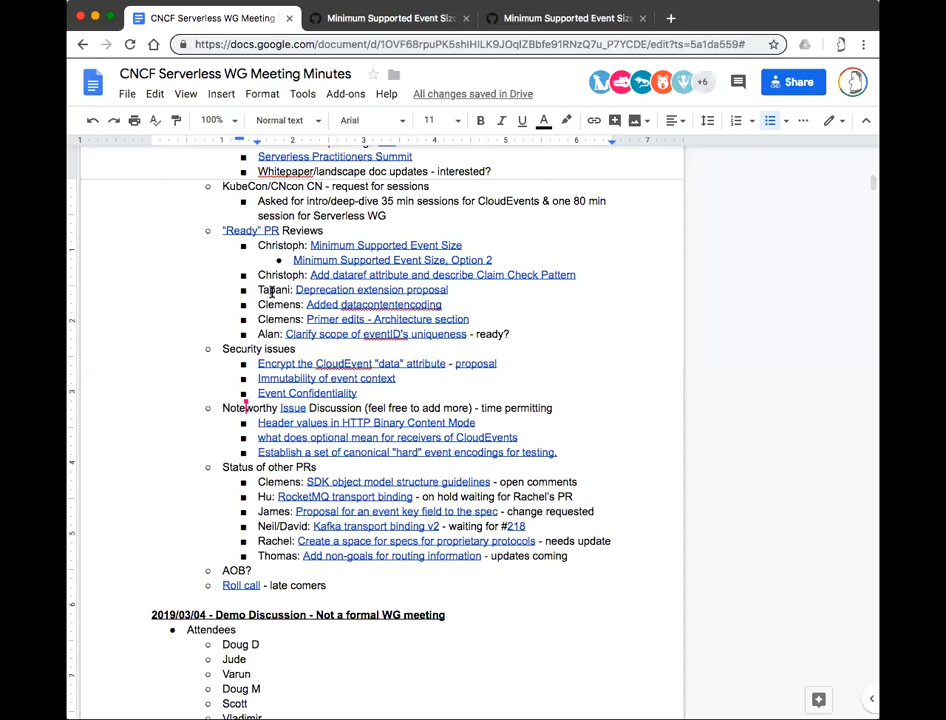 CNCF Serverless WG Meeting
Minimum Supported Event Siz
Minimum Supported Event Siz
https://docs.google.com/document/d/1OVF68rpuPK5shIHILK9JOqlZBbfe91RNzQ7u_P7YCDE/edit?ts=5a1da559#
CNCF Serverless WG Meeting Minutes
+6
Share
File Edit View Insert Format Tools Add-ons Help All changes saved in Drive
100% Normal text Arial 11 B I U A
1 1 2 3 4 5 6 7
Serverless Practitioners Summit
Whitepaper/landscape doc updates - interested?
KubeCon/CNcon CN - request for sessions
Asked for intro/deep-dive 35 min sessions for CloudEvents & one 80 min
session for Serverless WG
“Ready” PR Reviews
Christoph: Minimum Supported Event Size
Minimum Supported Event Size, Option 2
Christoph: Add dataref attribute and describe Claim Check Pattern
Tapani: Deprecation extension proposal
Clemens: Added datacontentencoding
Clemens: Primer edits - Architecture section
Alan: Clarify scope of eventID's uniqueness - ready?
Security issues
Encrypt the CloudEvent "data" attribute - proposal
Immutability of event context
Event Confidentiality
Noteworthy Issue Discussion (feel free to add more) - time permitting
Header values in HTTP Binary Content Mode
what does optional mean for receivers of CloudEvents
Establish a set of canonical "hard" event encodings for testing.
Status of other PRs
Clemens: SDK object model structure guidelines - open comments
Hu: RocketMQ transport binding - on hold waiting for Rachel's PR
James: Proposal for an event key field to the spec - change requested
Neil/David: Kafka transport binding v2 - waiting for #218
Rachel: Create a space for specs for proprietary protocols - needs update
Thomas: Add non-goals for routing information - updates coming
AOB?
Roll call - late comers
2019/03/04 - Demo Discussion - Not a formal WG meeting
Attendees
Doug D
Jude
Varun
Doug M
Scott
Vladimir